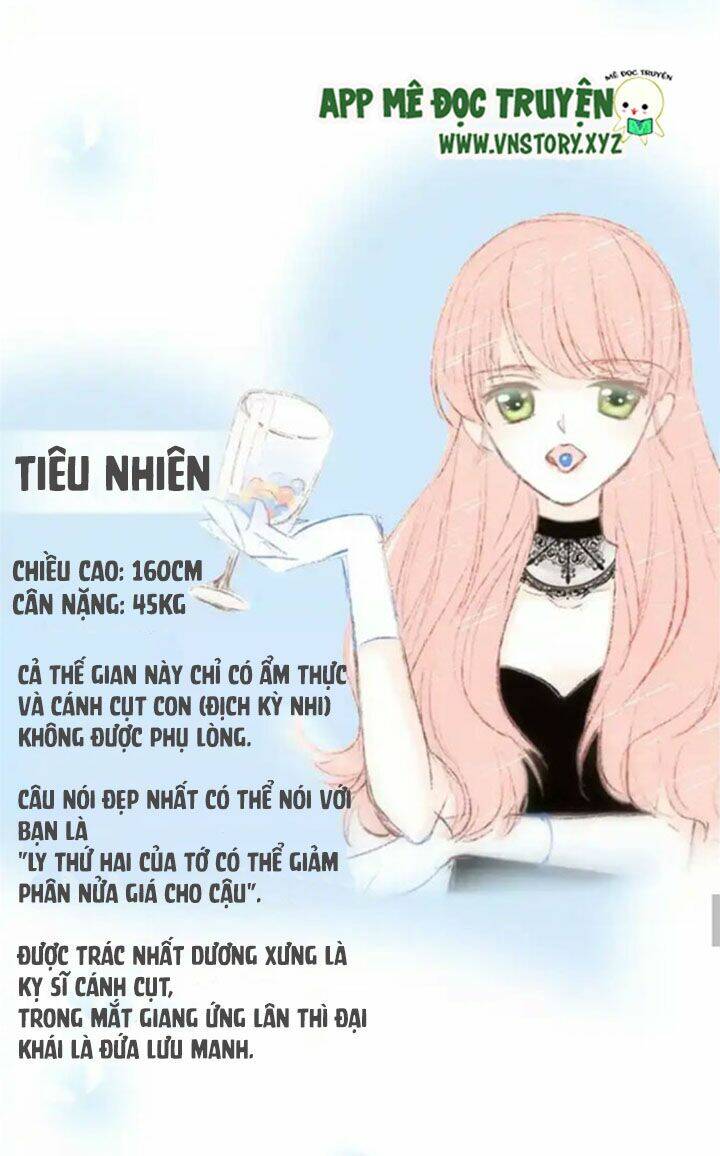 MÊ ĐỌC TRUYỆN
APP MÊ ĐỌC TRUYỆN
WWW.VNSTORY.XYZ
TIÊU NHIÊN
CHIỀU CAO: 160CM
CÂN NẶNG: 45KG
CẢ THẾ GIAN NÀY CHỈ CÓ ẨM THỰC
VÀ CÁNH CỤT CON (ĐỊCH KỲ NHI)
KHÔNG ĐƯỢC PHỤ LÒNG.
CÂU NÓI ĐẸP NHẤT CÓ THỂ NÓI VỚI
BẠN LÀ
"LY THỨ HAI CỦA TỚ CÓ THỂ GIẢM
PHÂN NỬA GIÁ CHO CẬU".
ĐƯỢC TRÁC NHẤT DƯƠNG XƯNG LÀ
KỴ SĨ CÁNH CỤT,
TRONG MẮT GIANG ỨNG LÂN THÌ ĐẠI
KHÁI LÀ ĐỨA LƯU MANH.